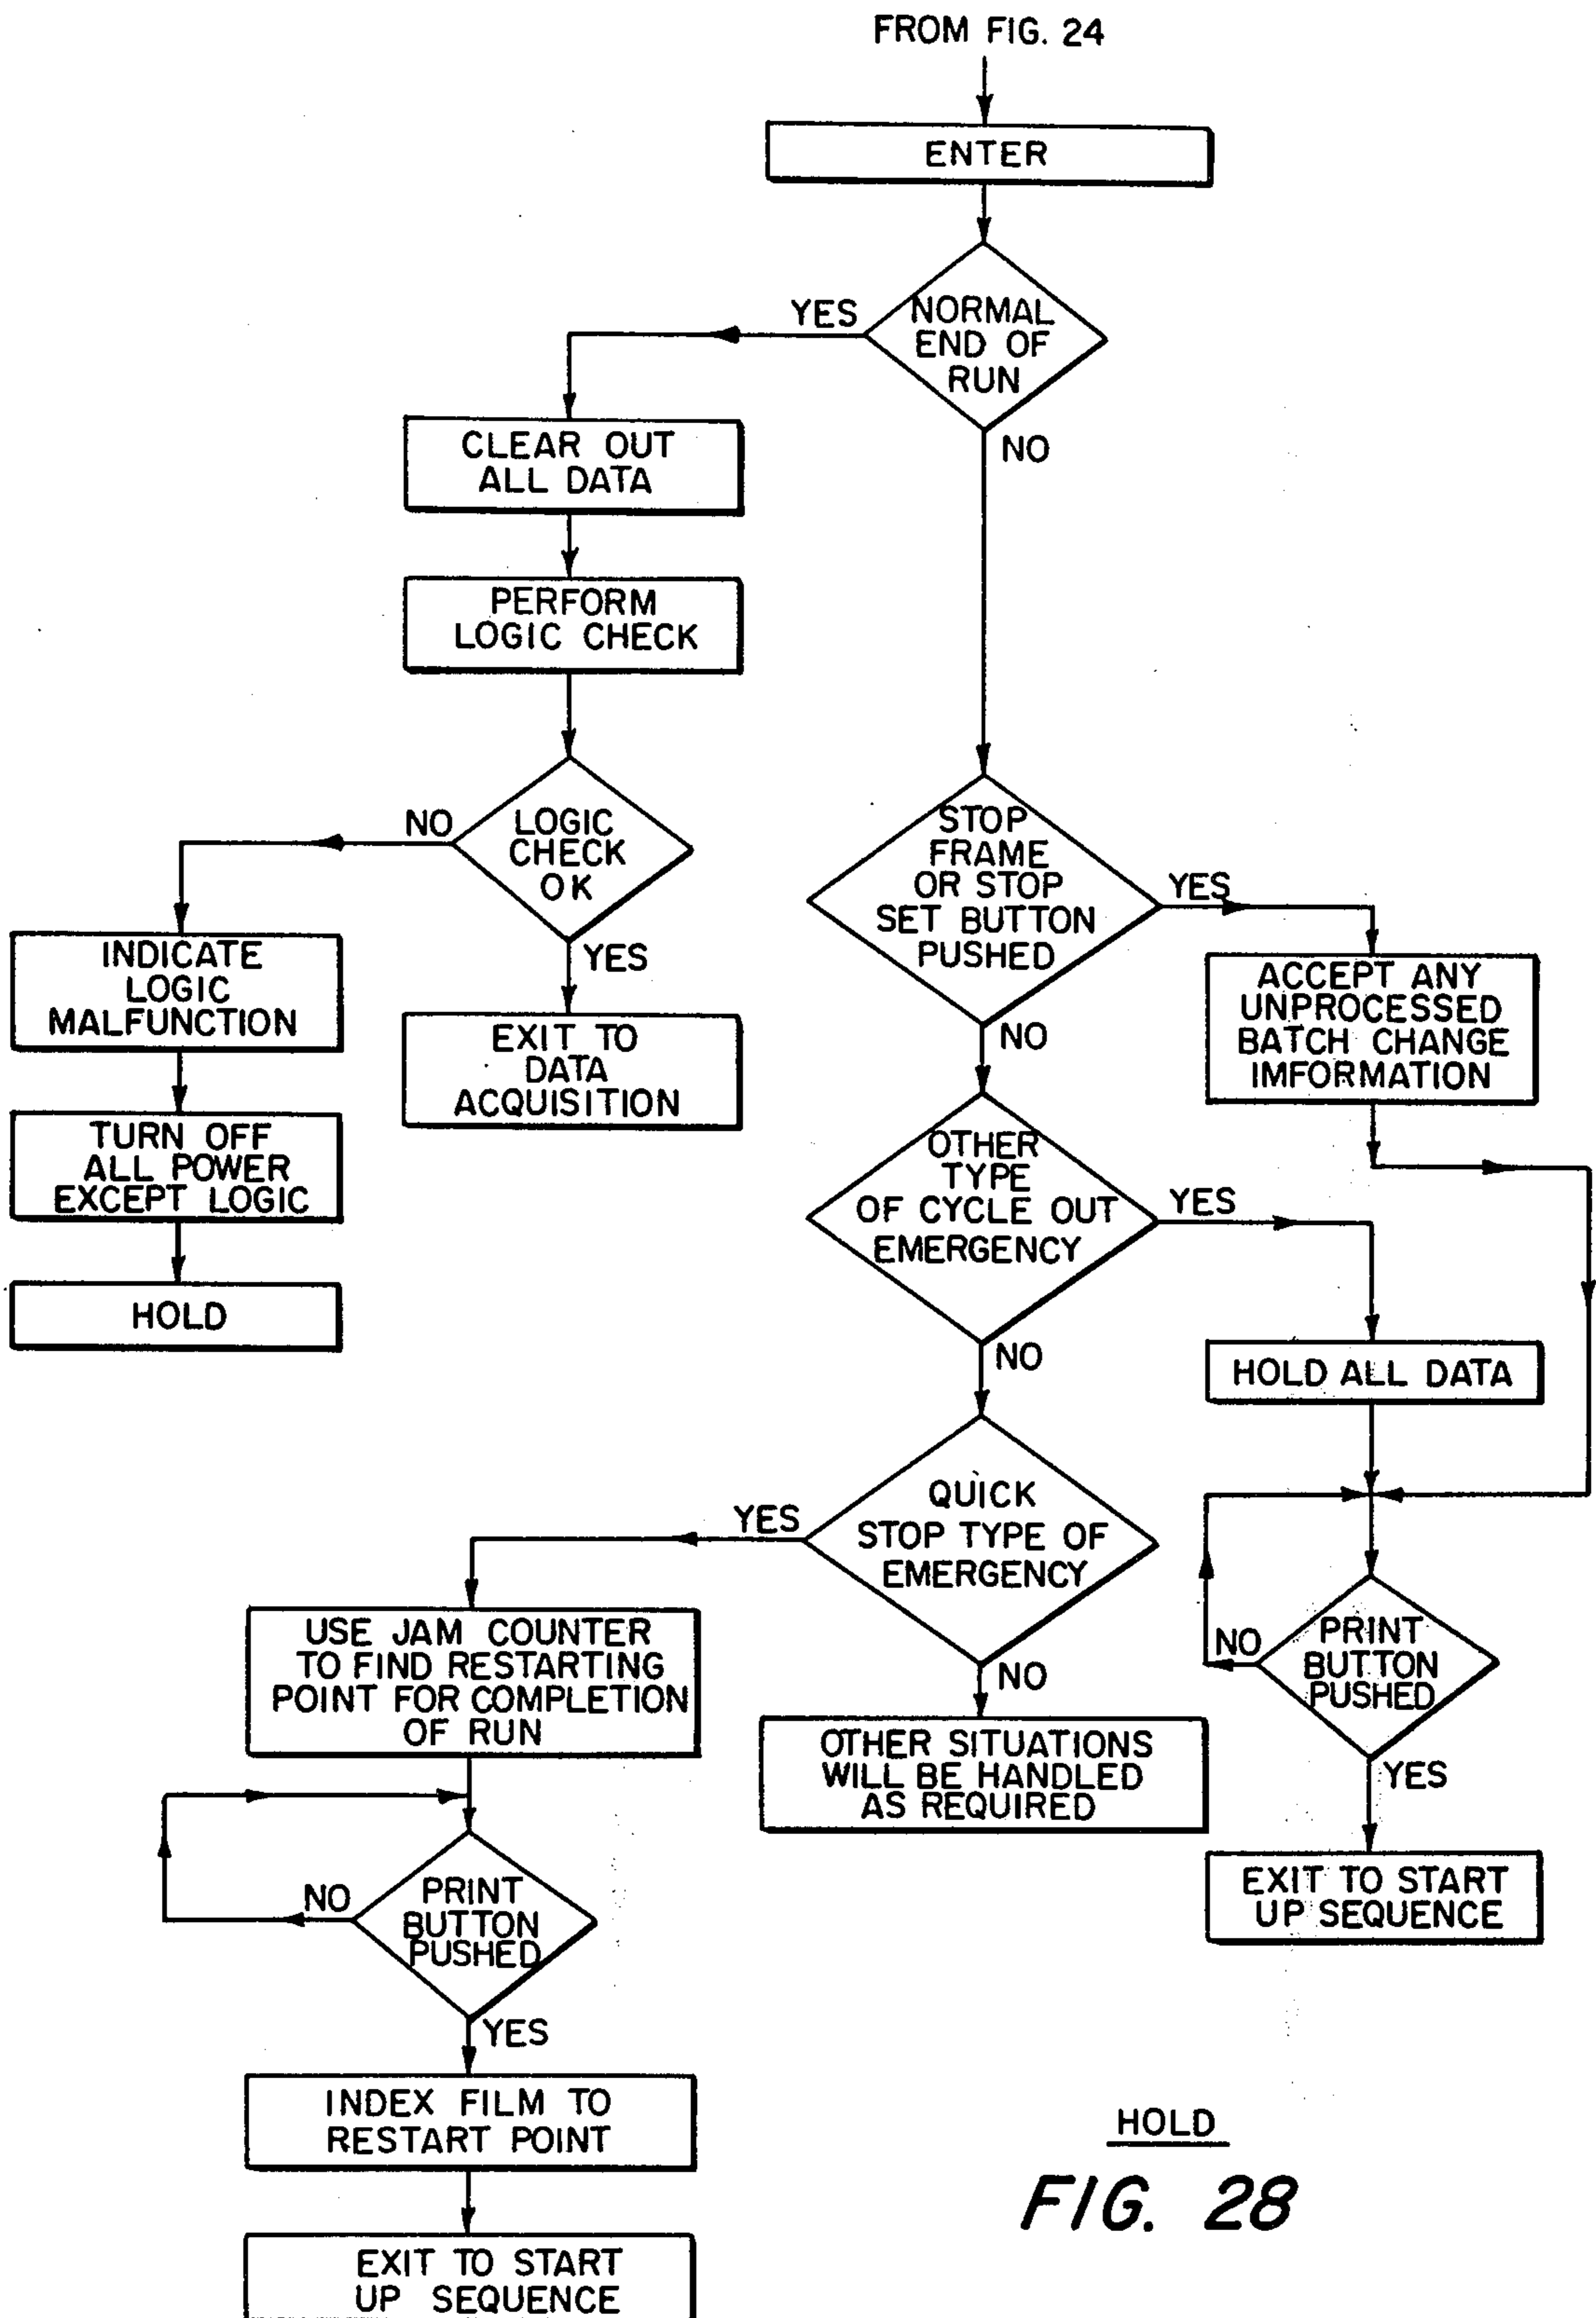 FROM FIG. 24
ENTER
NORMAL
END OF
RUN
YES
NO
CLEAR OUT
ALL DATA
PERFORM
LOGIC CHECK
LOGIC
CHECK
OK
NO
YES
INDICATE
LOGIC
MALFUNCTION
TURN OFF
ALL POWER
EXCEPT LOGIC
HOLD
EXIT TO
DATA
ACQUISITION
STOP
FRAME
OR STOP
SET BUTTON
PUSHED
YES
NO
ACCEPT ANY
UNPROCESSED
BATCH CHANGE
IMFORMATION
OTHER
TYPE
OF CYCLE OUT
EMERGENCY
YES
NO
HOLD ALL DATA
QUICK
STOP TYPE OF
EMERGENCY
YES
NO
USE JAM COUNTER
TO FIND RESTARTING
POINT FOR COMPLETION
OF RUN
OTHER SITUATIONS
WILL BE HANDLED
AS REQUIRED
PRINT
BUTTON
PUSHED
NO
YES
EXIT TO START
UP SEQUENCE
PRINT
BUTTON
PUSHED
NO
YES
INDEX FILM TO
RESTART POINT
EXIT TO START
UP SEQUENCE
HOLD
FIG. 28